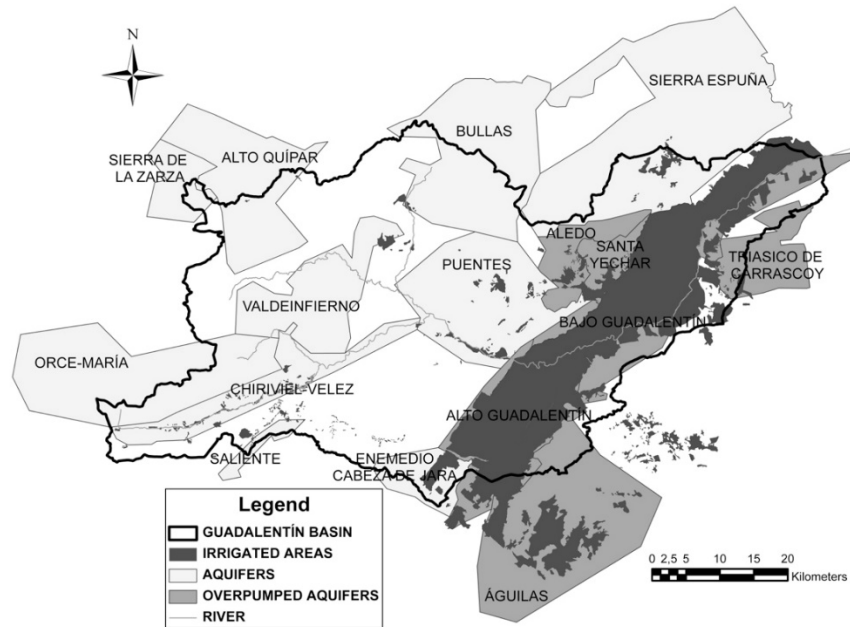 N
SIERRA ESPUÑA
BULLAS
SIERRA DE
LA ZARZA
ALTO QUÍPAR
ALEDO
SANTA
YECHAR
TRIASICO DE
CARRASCOY
PUENTES
VALDEINFIERNO
BAJO GUADALENTÍN
ORCE-MARÍA
CHIRIVIEL-VELEZ
ALTO GUADALENTÍN
SALIENTE
ENEMEDIO
CABEZA DE JARA
ÁGUILAS
Legend
GUADALENTÍN BASIN
IRRIGATED AREAS
AQUIFERS
OVERPUMPED AQUIFERS
RIVER
0 2,5 5 10 15 20
Kilometers